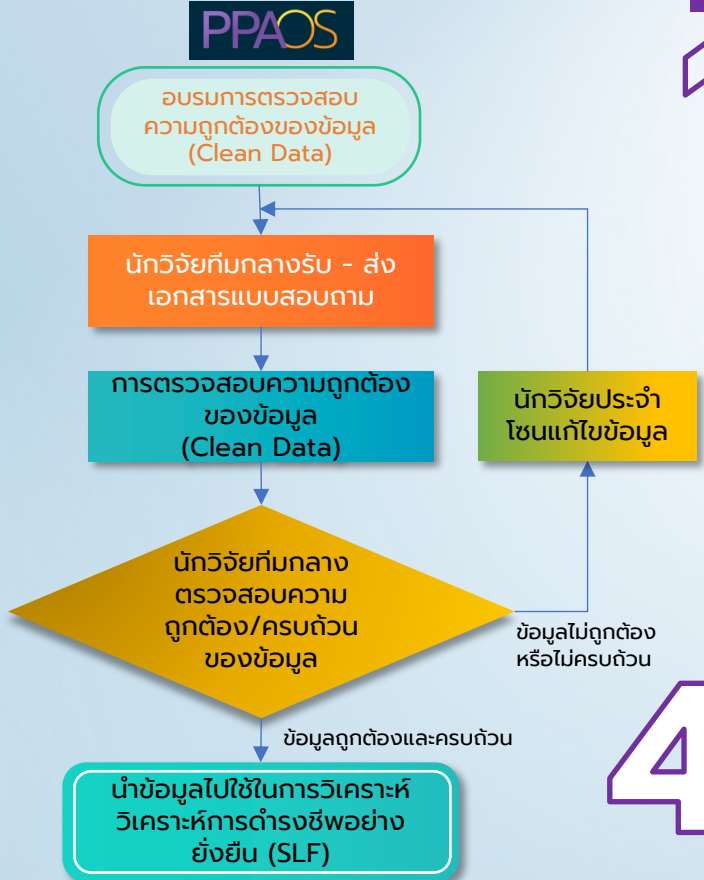 PPAOS
อบรมการตรวจสอบ
ความถูกต้องของข้อมูล
(Clean Data)
นักวิจัยทีมกลางรับ - ส่ง
เอกสารแบบสอบถาม
การตรวจสอบความถูกต้อง
ของข้อมูล
(Clean Data)
นักวิจัยประจำ
โซนแก้ไขข้อมูล
นักวิจัยทีมกลาง
ตรวจสอบความ
ถูกต้อง/ครบถ้วน
ของข้อมูล
ข้อมูลไม่ถูกต้อง
หรือไม่ครบถ้วน
ข้อมูลถูกต้องและครบถ้วน
นำข้อมูลไปใช้ในการวิเคราะห์
วิเคราะห์การดำรงชีพอย่าง
ยั่งยืน (SLF)
4